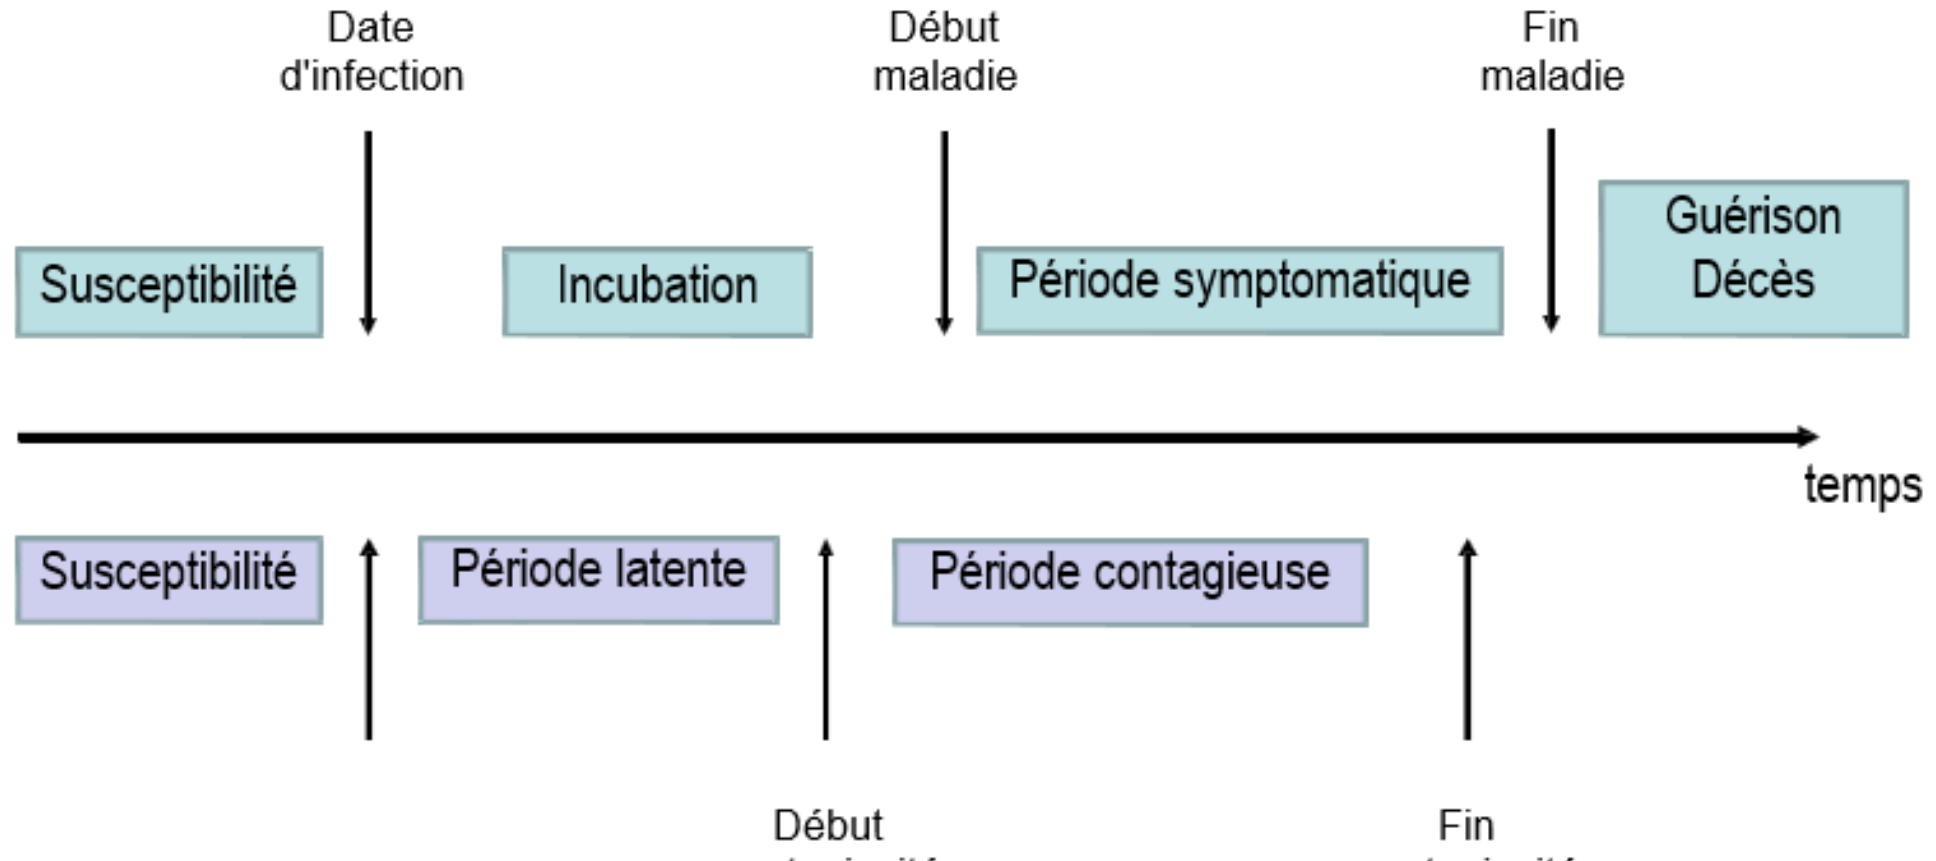 Date
d'infection
Début
maladie
Fin
maladie
Susceptibilité
Incubation
Période symptomatique
Guérison
Décès
temps
Susceptibilité
Période latente
Période contagieuse
Début
Fin